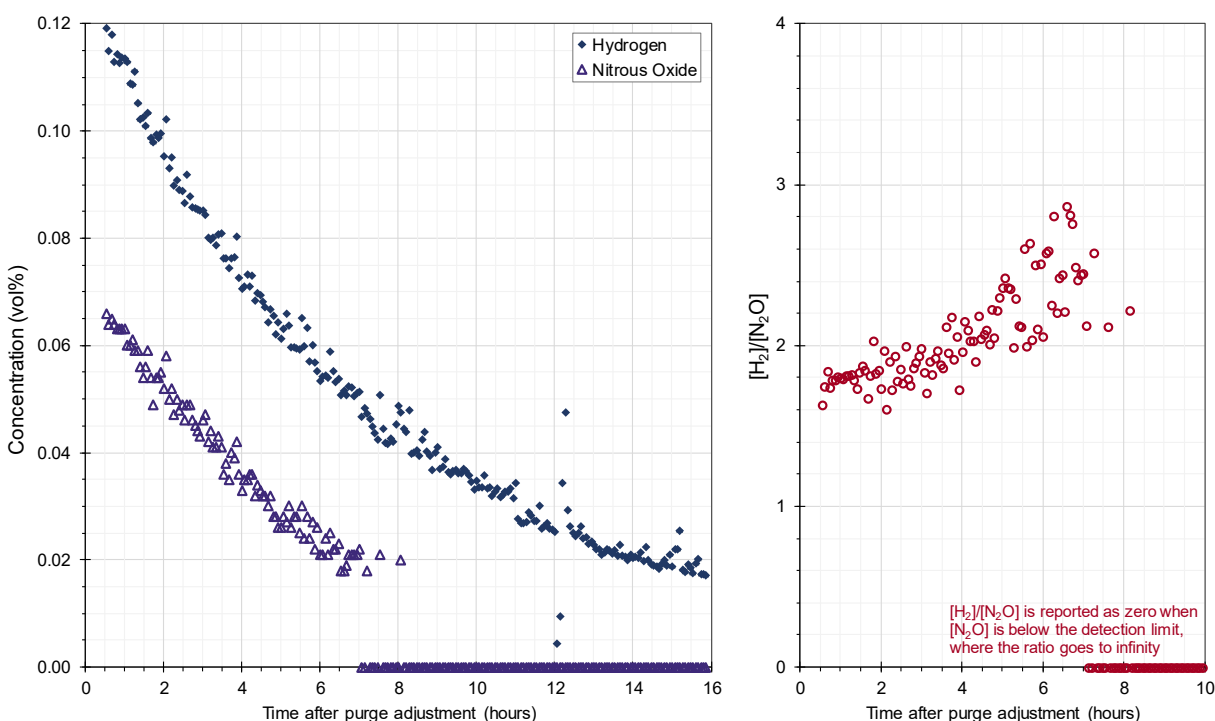 0.12
0.10
0.08
0.06
0.04
0.02
0.00
Concentration (vol%)
Hydrogen
Nitrous Oxide
0 2 4 6 8 10 12 14 16
Time after purge adjustment (hours)
4
3
2
1
0
[H₂]/[N₂O]
[H₂]/[N₂O] is reported as zero when
[N₂O] is below the detection limit,
where the ratio goes to infinity
0 2 4 6 8 10
Time after purge adjustment (hours)